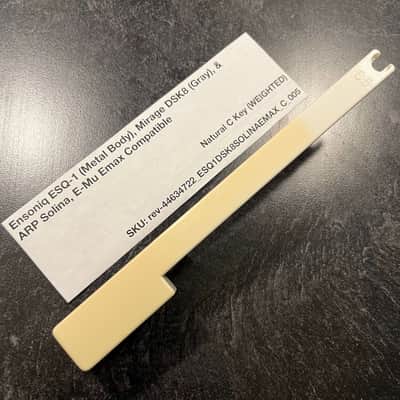 Ensoniq ESQ-1 (Metal Body), Mirage DSK8 (Gray), &
ARP Solina, E-Mu Emax Compatible
Natural C Key (WEIGHTED)
SKU: rev-44634722_ESQ1DSK8SOLINAEMAX_C_005